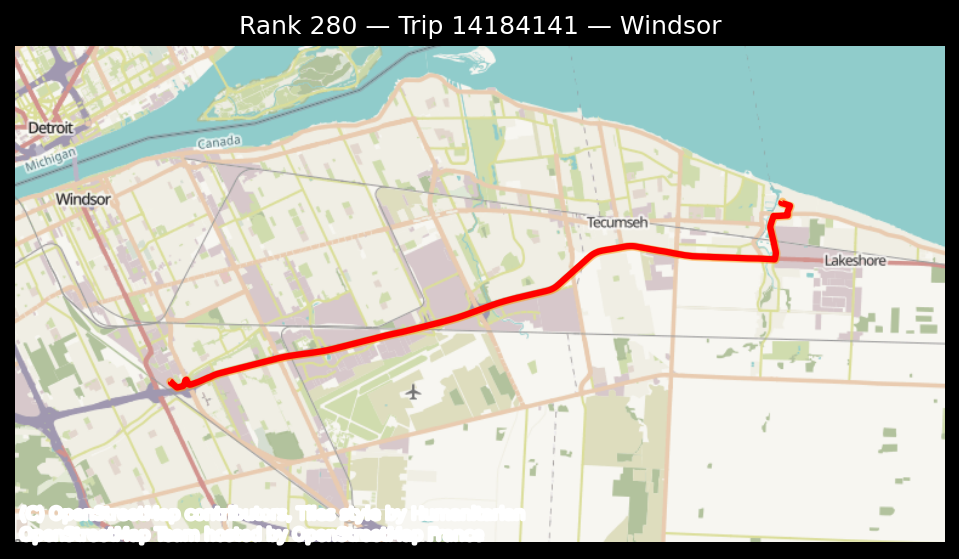 Rank 280 — Trip 14184141 — Windsor
Detroit
Michigan
Canada
Windsor
Tecumseh
Lakeshore
(C) OpenStreetMap contributors, Tiles style by Humanitarian
OpenStreetMap Team hosted by OpenStreetMap France